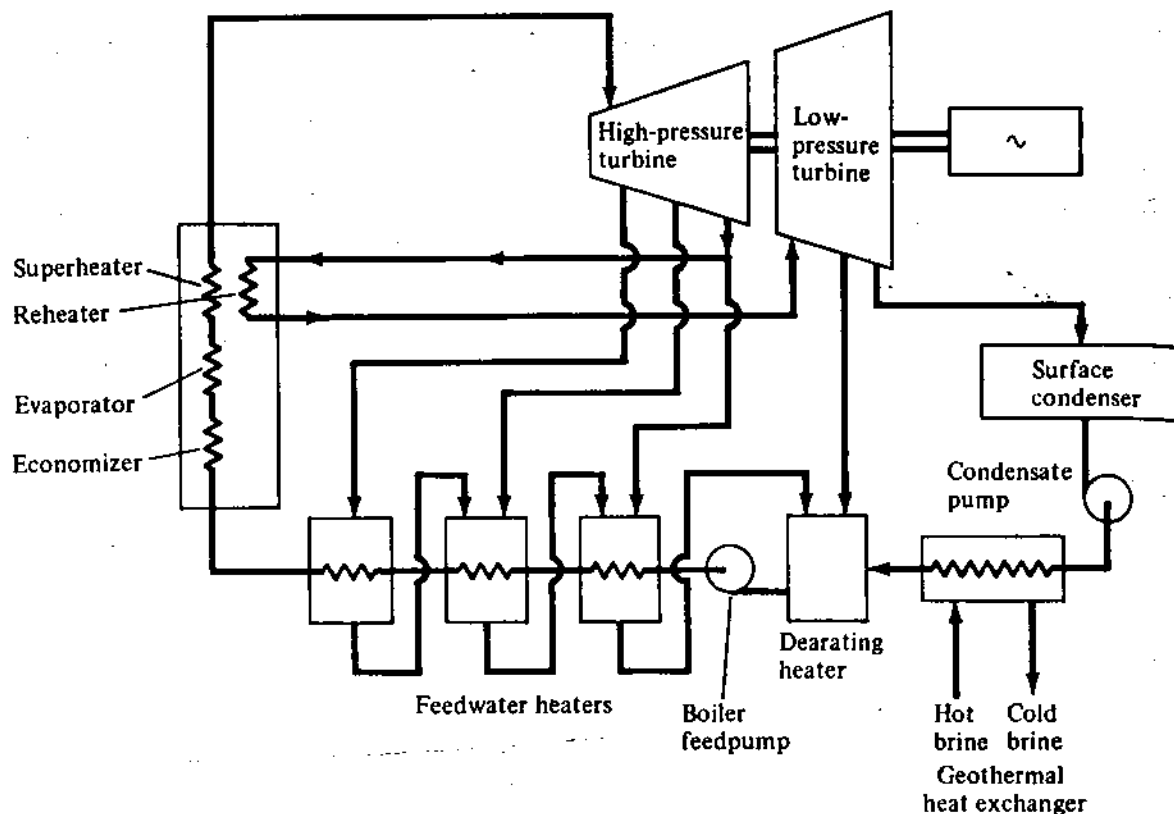 High-pressure
turbine
Low-
pressure
turbine
~
Superheater
Reheater
Evaporator
Economizer
Surface
condenser
Condensate
pump
Feedwater heaters
Boiler
feedpump
Dearating
heater
Hot
brine
Cold
brine
Geothermal
heat exchanger